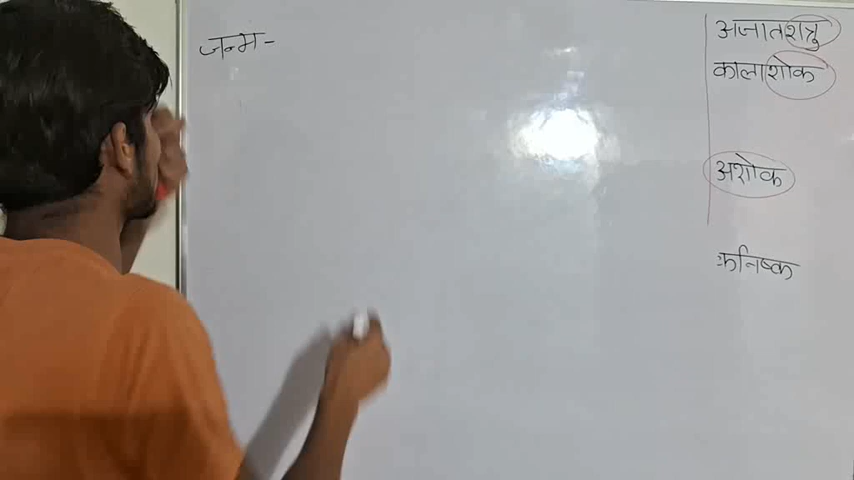 जन्म-
अजातशत्रु
कालाशोक
अशोक
कनिष्क